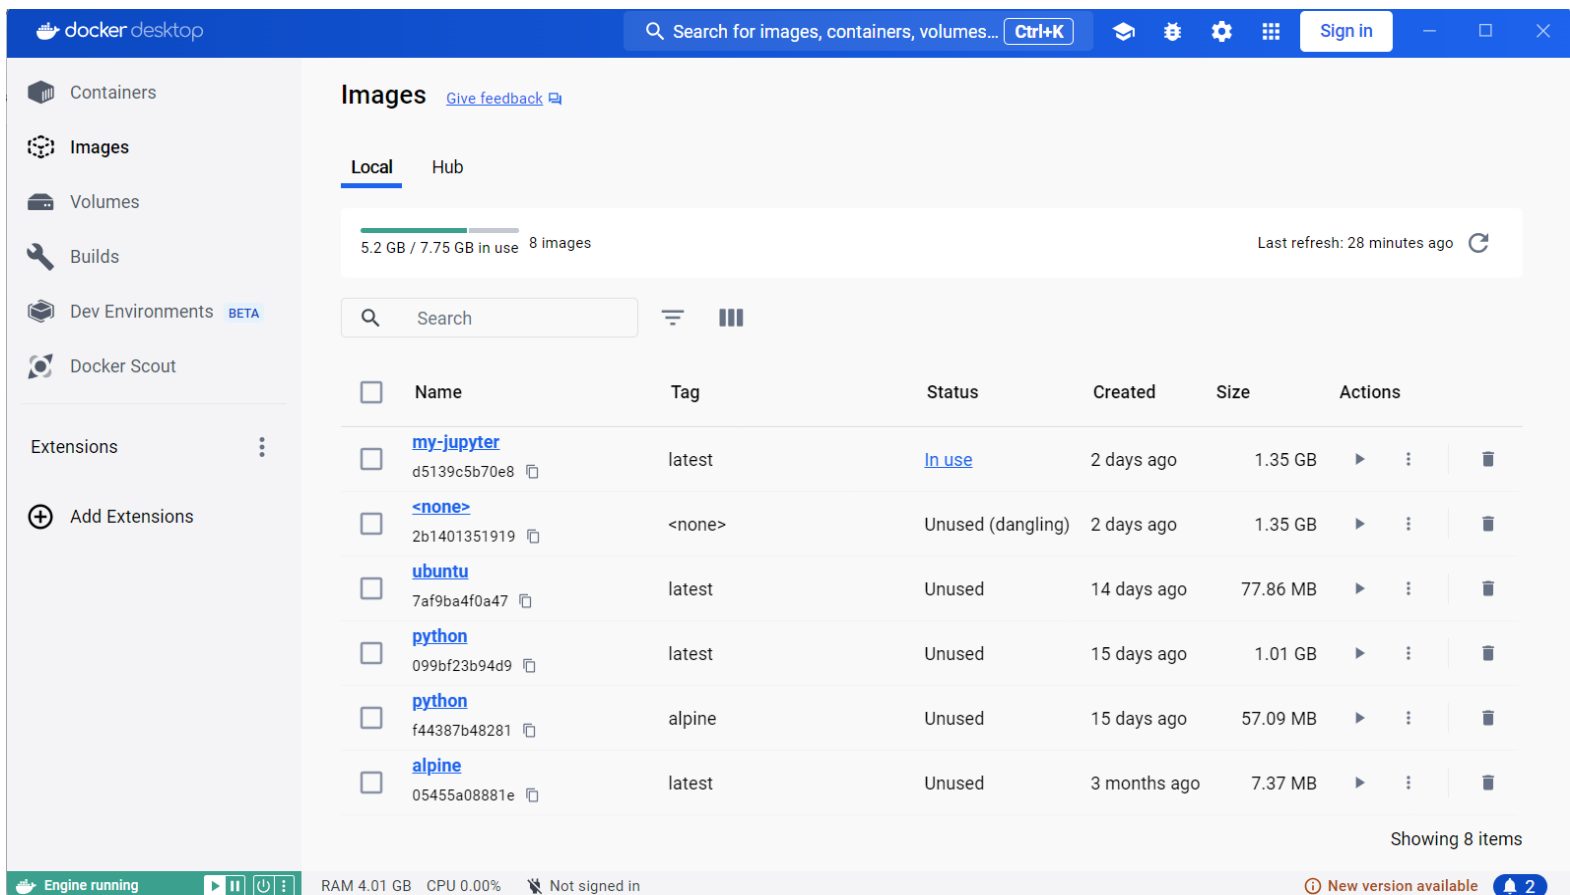 docker desktop
Search for images, containers, volumes... Ctrl+K
Sign in
Containers
Images
Volumes
Builds
Dev Environments BETA
Docker Scout
Extensions
Add Extensions
Images Give feedback
Local Hub
5.2 GB / 7.75 GB in use 8 images
Last refresh: 28 minutes ago
Search
Name Tag Status Created Size Actions
my-jupyter
d5139c5b70e8
latest In use 2 days ago 1.35 GB
<none>
2b1401351919
<none> Unused (dangling) 2 days ago 1.35 GB
ubuntu
7af9ba4f0a47
latest Unused 14 days ago 77.86 MB
python
099bf23b94d9
latest Unused 15 days ago 1.01 GB
python
f44387b48281
alpine Unused 15 days ago 57.09 MB
alpine
05455a08881e
latest Unused 3 months ago 7.37 MB
Showing 8 items
Engine running
RAM 4.01 GB CPU 0.00% Not signed in
New version available 2